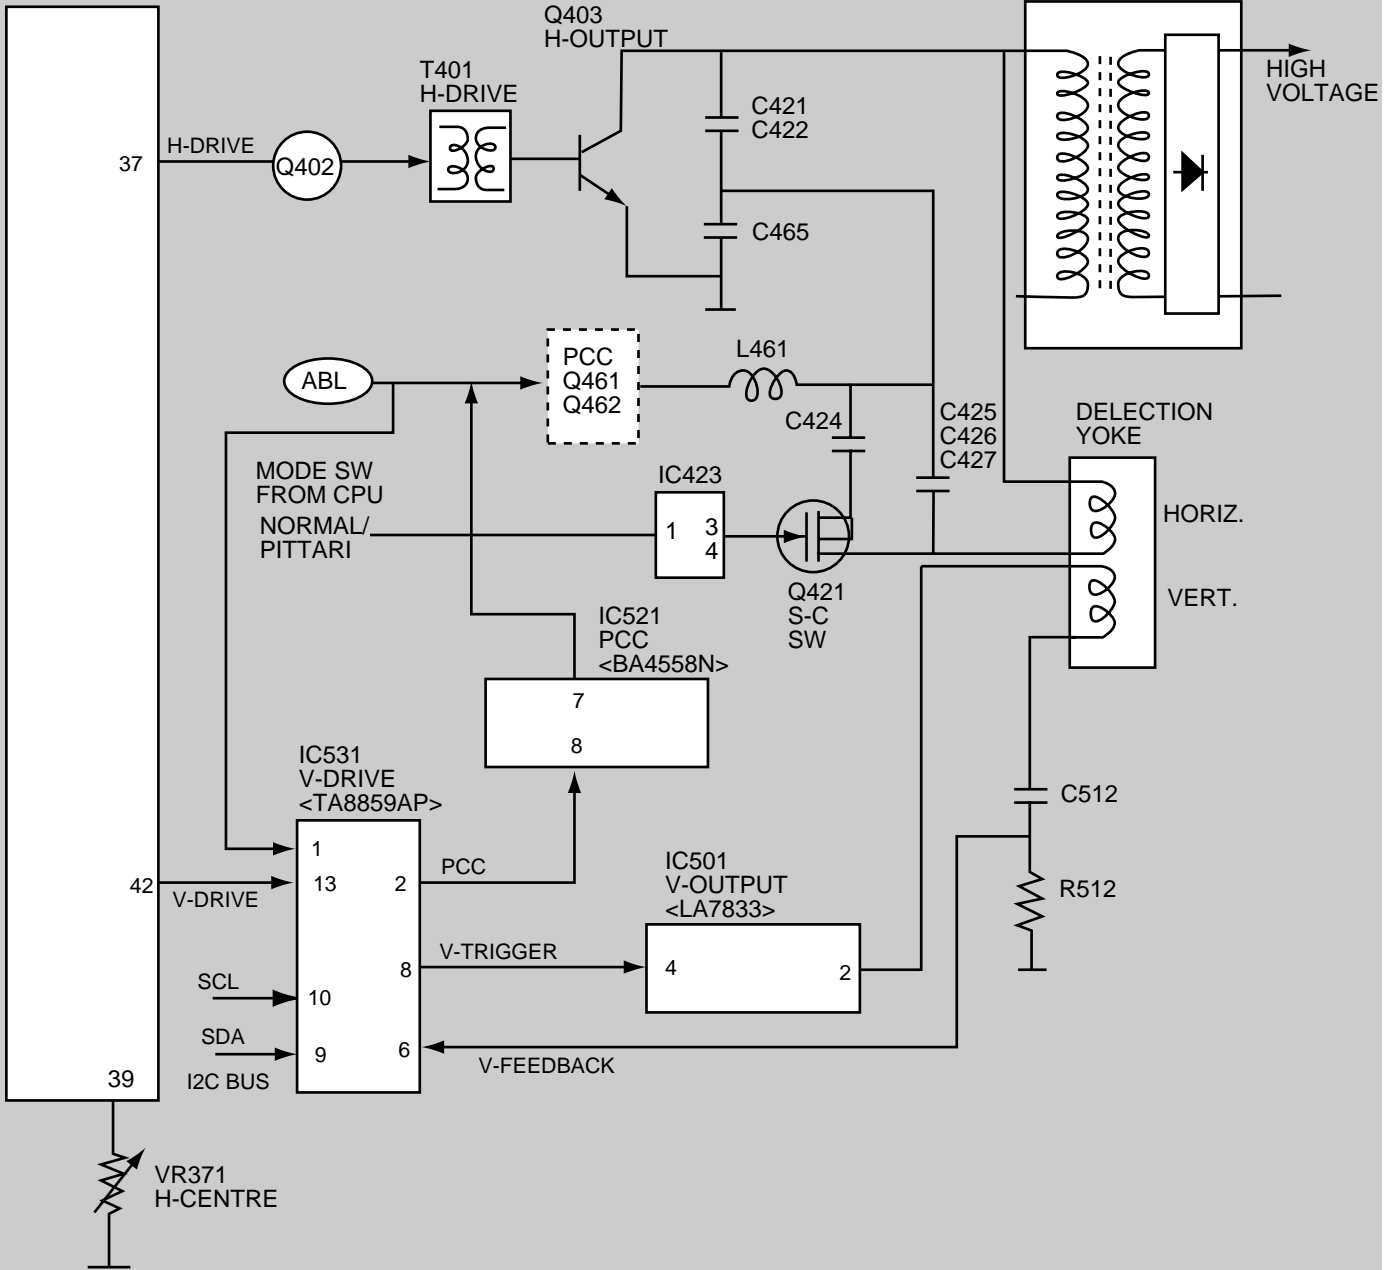 Q403
H-OUTPUT
T401
H-DRIVE
HIGH
VOLTAGE
C421
C422
37
H-DRIVE
Q402
C465
L461
PCC
Q461
Q462
ABL
C424
C425
C426
C427
DELECTION
YOKE
MODE SW
FROM CPU
NORMAL/
PITTARI
IC423
1
3
4
HORIZ.
Q421
S-C
SW
VERT.
IC521
PCC
<BA4558N>
7
8
IC531
V-DRIVE
<TA8859AP>
C512
1
13
2
PCC
42
V-DRIVE
IC501
V-OUTPUT
<LA7833>
R512
8
V-TRIGGER
4
2
SCL
10
SDA
9
6
I2C BUS
V-FEEDBACK
39
VR371
H-CENTRE